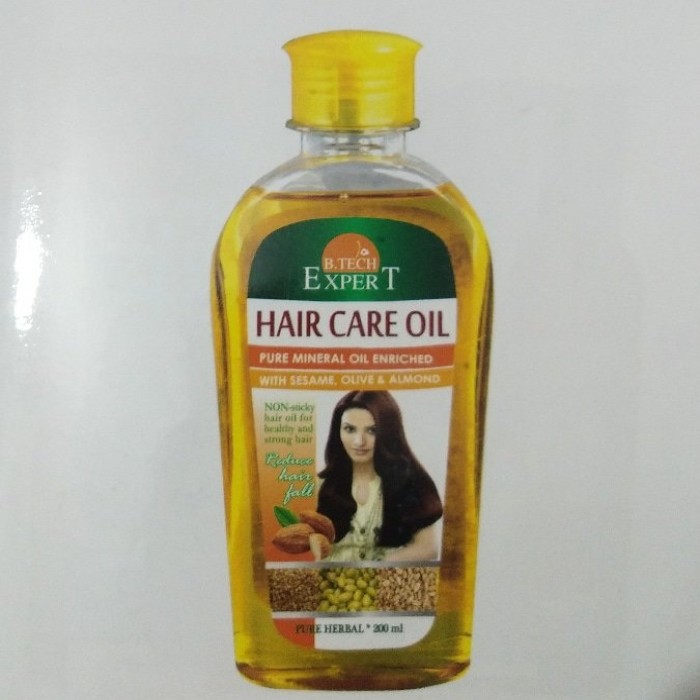 B.TECH
EXPERT
HAIR CARE OIL
PURE MINERAL OIL ENRICHED
WITH SESAME, OLIVE & ALMOND
NON-sticky
hair oil for
healthy and
strong hair
Reduce
hair
fall
PURE HERBAL * 200 ml